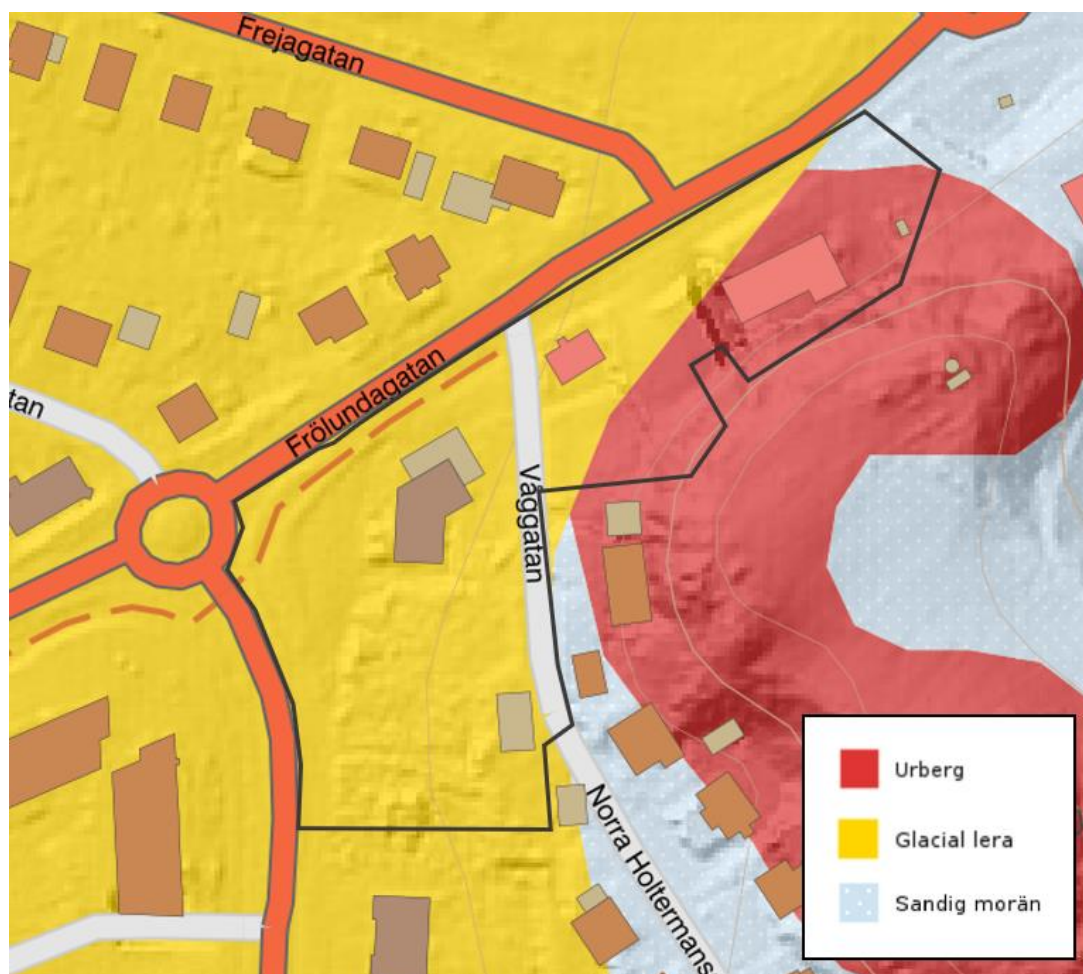 Frejagatan
tan
Frölundagatan
Väggatan
Norra Holtermans
Urberg
Glacial lera
Sandig morän